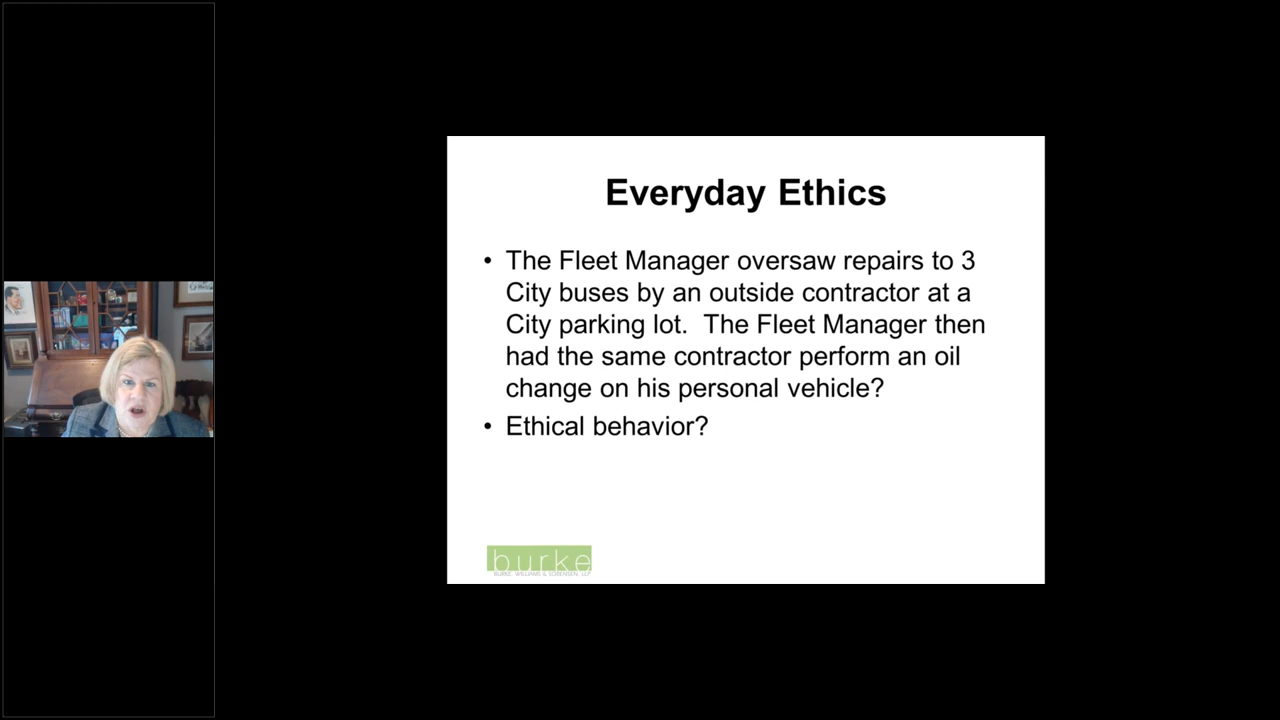 Everyday Ethics
• The Fleet Manager oversaw repairs to 3
City buses by an outside contractor at a
City parking lot.  The Fleet Manager then
had the same contractor perform an oil
change on his personal vehicle?
• Ethical behavior?
burke
BURKE, WILLIAMS & SORENSEN, LLP